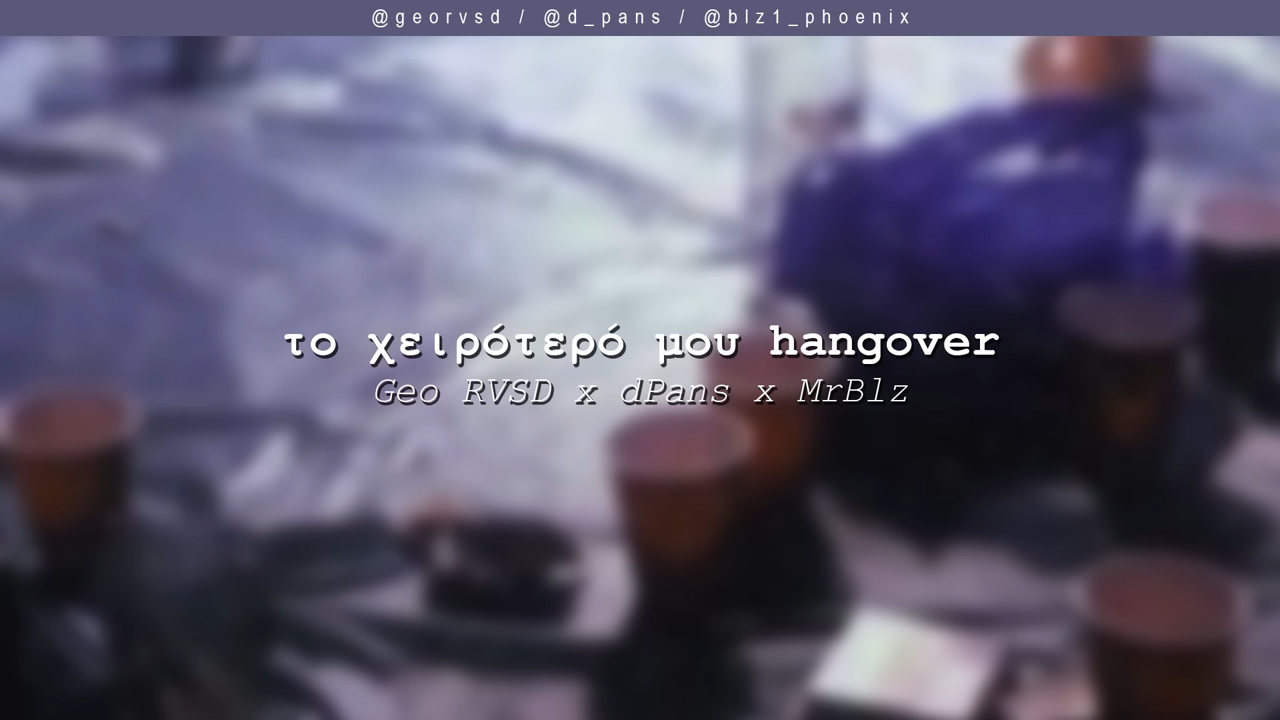 @georvsd / @d_pans / @blz1_phoenix
το χειρότερό μου hangover
Geo RVSD x dPans x MrBlz